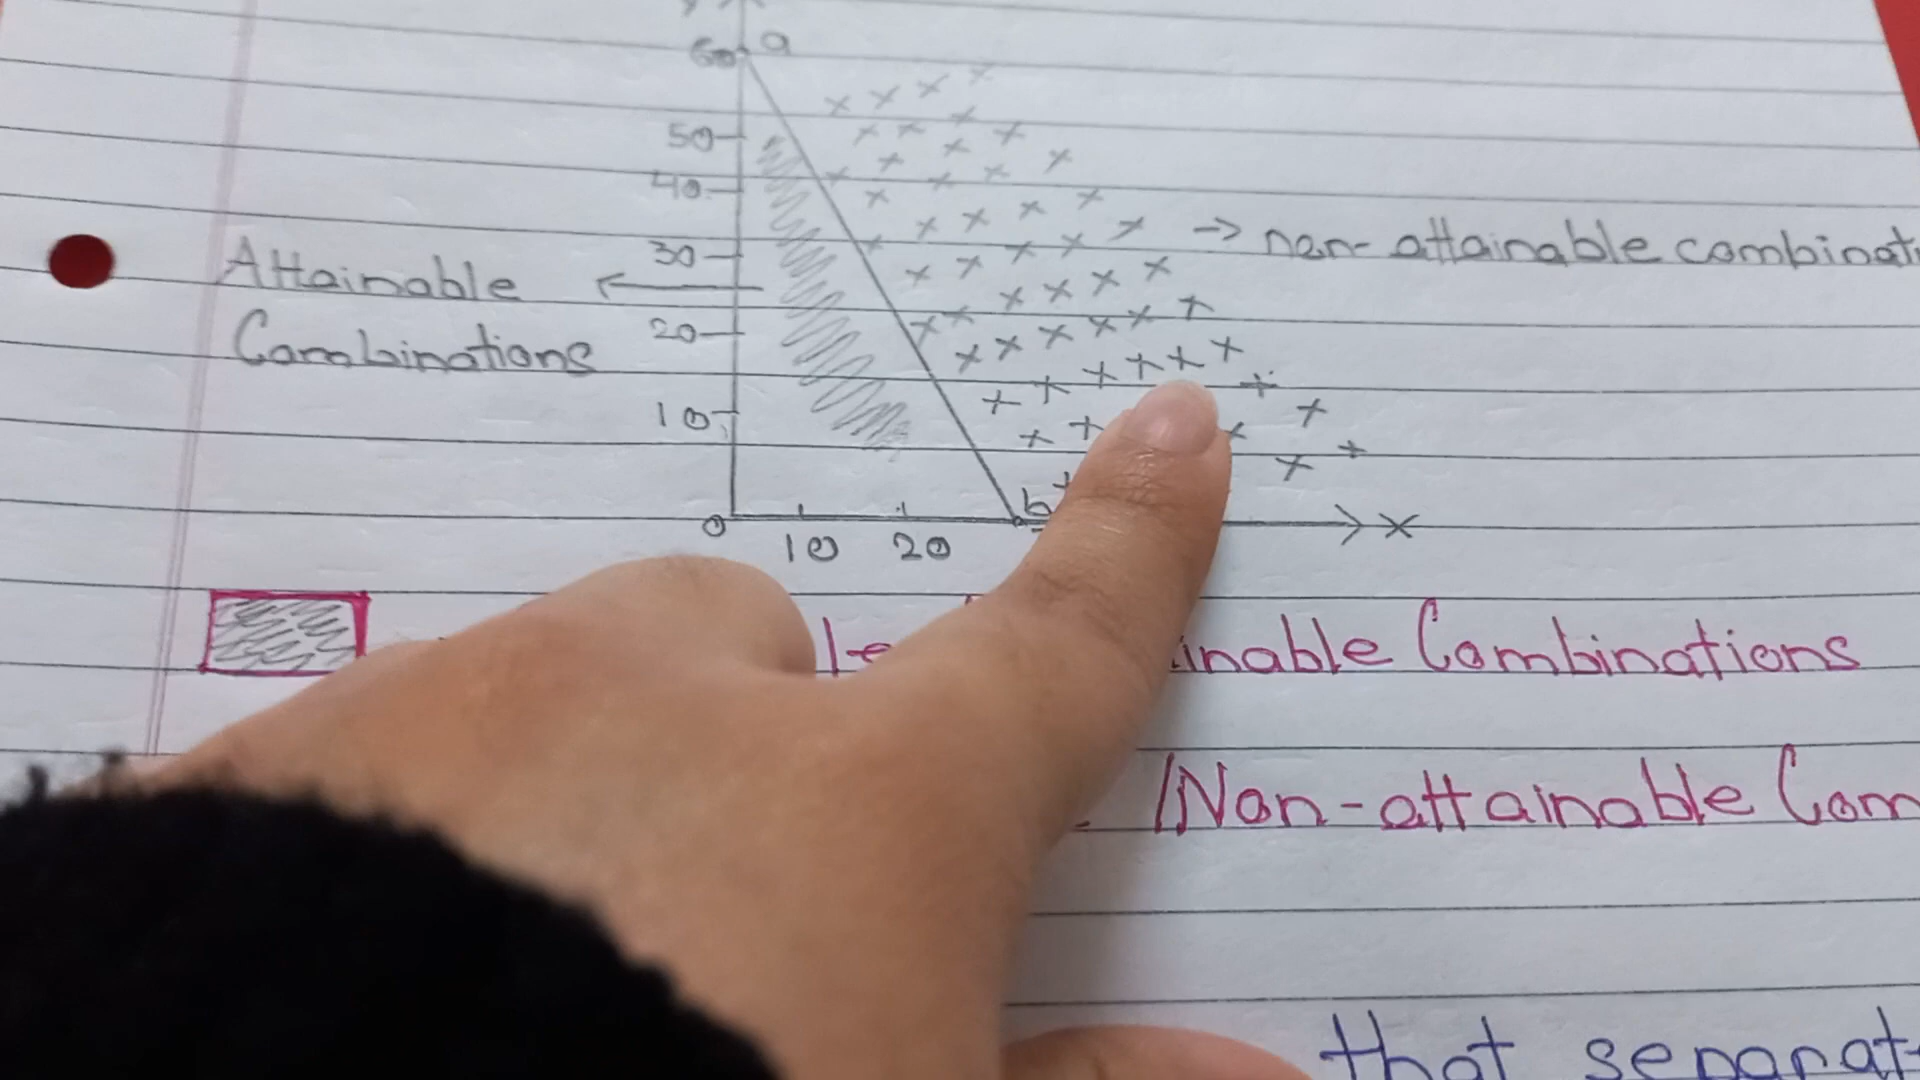 60 a
50
40
30
20
10
0
10 20
b
x
Attainable
Combinations
→ non-attainable combinati
inable Combinations
/Non-attainable Com
that separat